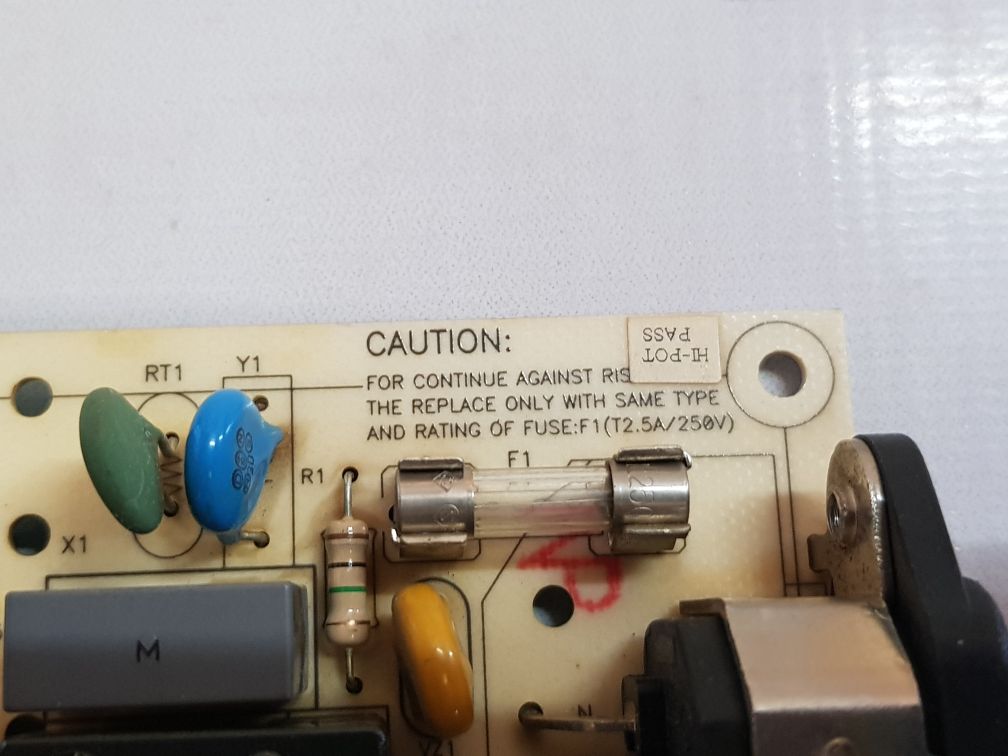 CAUTION:
HI-POT
PASS
FOR CONTINUE AGAINST RIS
THE REPLACE ONLY WITH SAME TYPE
AND RATING OF FUSE:F1(T2.5A/250V)
RT1
Y1
R1
F1
X1
M
N
VZ1